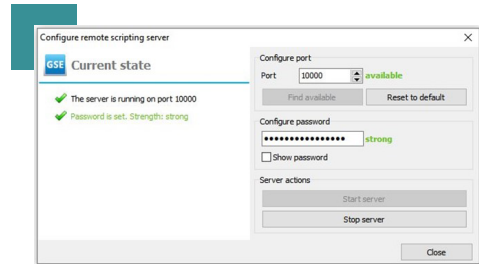 Configure remote scripting server
GSE Current state
The server is running on port 10000
Password is set. Strength: strong
Configure port
Port 10000 available
Find available Reset to default
Configure password
•••••••••••••••• strong
Show password
Server actions
Start server
Stop server
Close